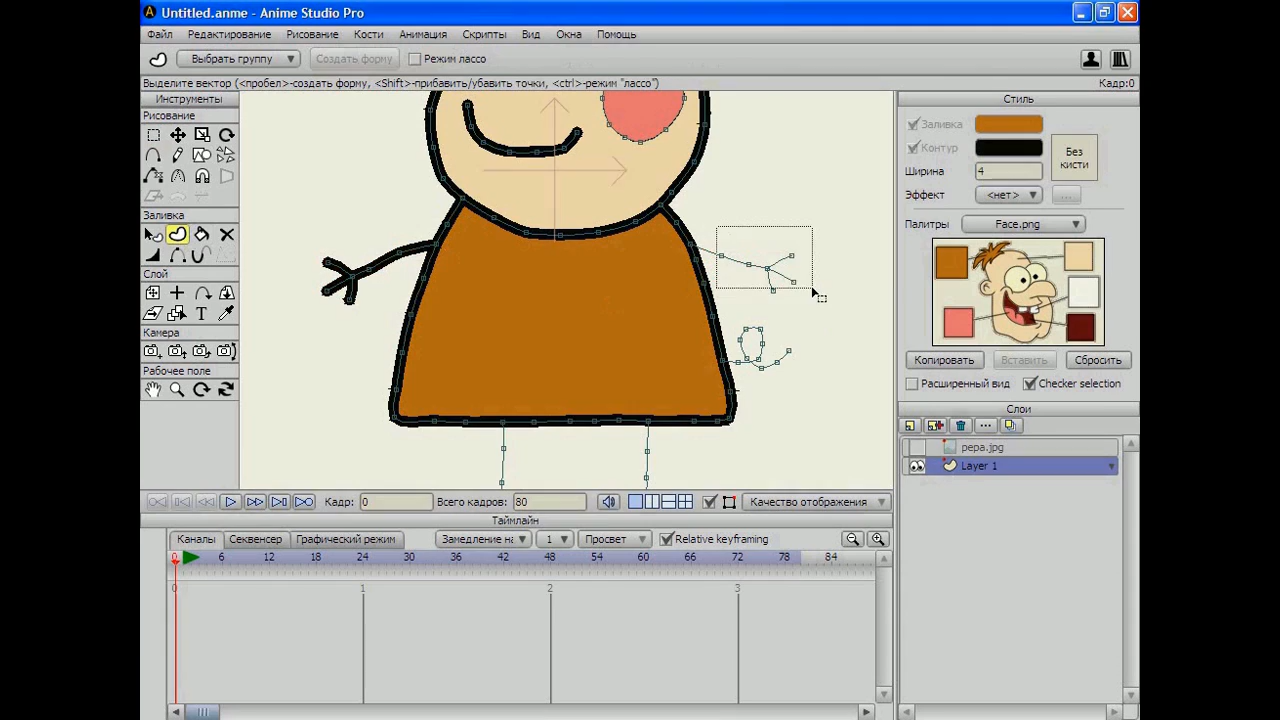 Untitled.anme - Anime Studio Pro
Файл Редактирование Рисование Кости Анимация Скрипты Вид Окна Помощь
Выбрать группу Создать форму Режим лассо
Выделите вектор (<пробел>-создать форму, <Shift>-прибавить/убавить точки, <ctrl>-режим "лассо") Кадр:0
Инструменты
Рисование
Заливка
Слой
Камера
Рабочее поле
Стиль
Заливка
Контур
Без кисти
Ширина 4
Эффект <нет> ...
Палитры Face.png
Копировать Вставить Сбросить
Расширенный вид Checker selection
Слои
pepa.jpg
Layer 1
Кадр: 0 Всего кадров: 80 Качество отображения
Таймлайн
Каналы Секвенсер Графический режим Замедление на 1 Просвет Relative keyframing
0 6 12 18 24 30 36 42 48 54 60 66 72 78 84
0 1 2 3